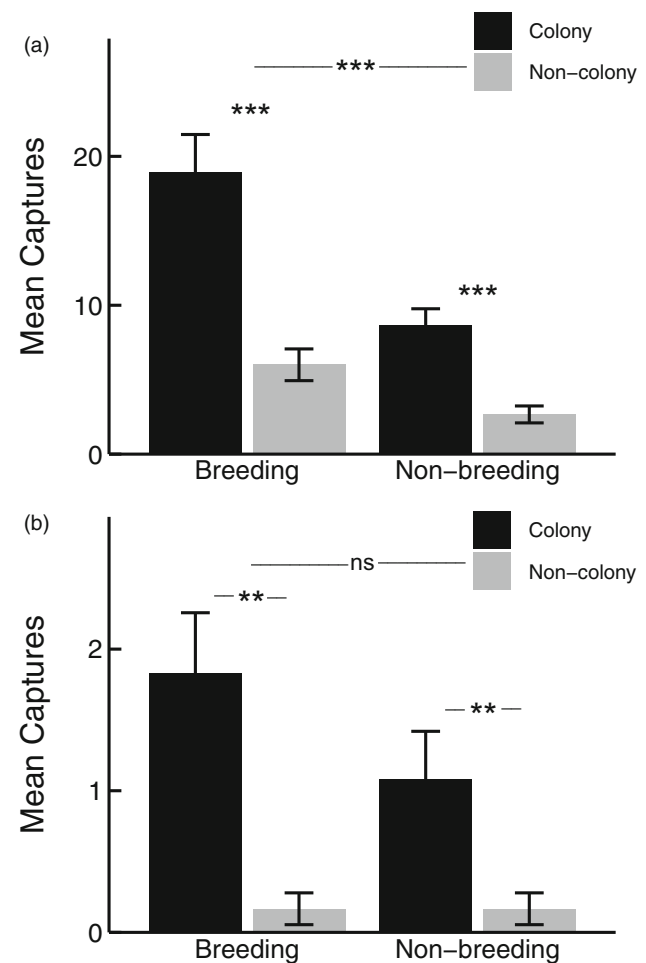 (a)
Colony
Non−colony
***
***
***
Mean Captures
20
10
0
Breeding
Non−breeding
(b)
Colony
Non−colony
ns
**
**
Mean Captures
2
1
0
Breeding
Non−breeding